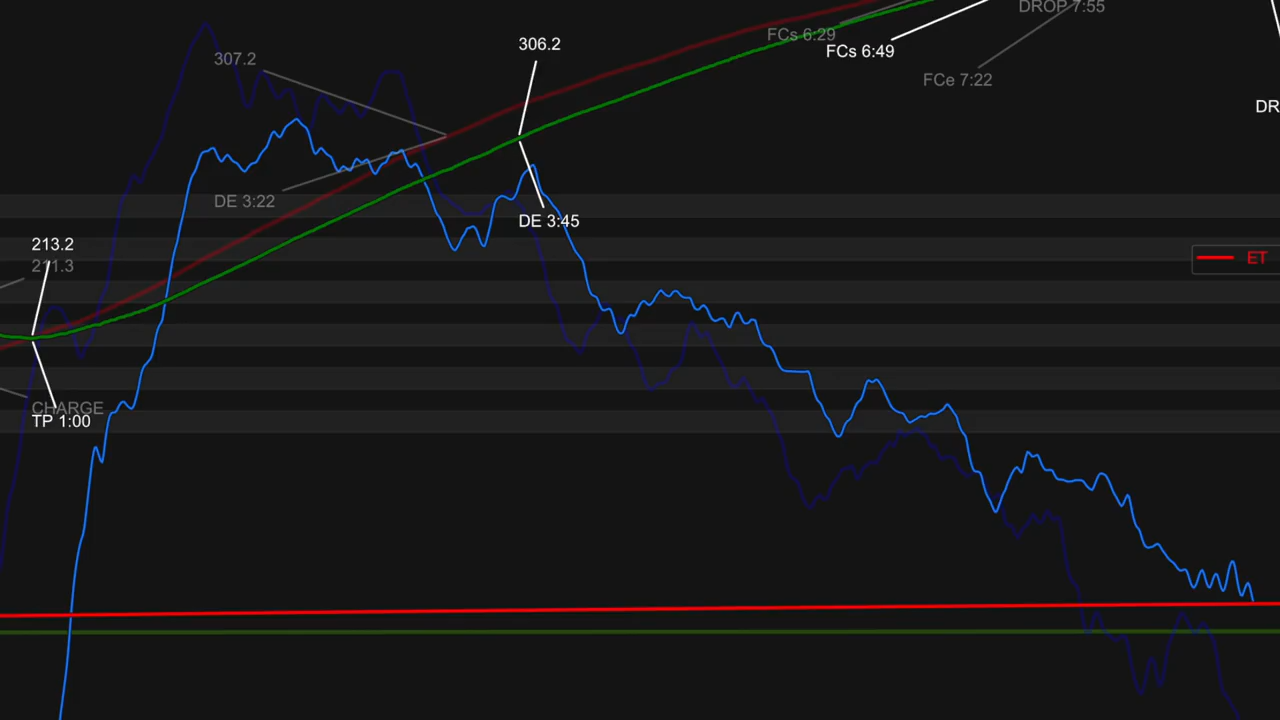 DROP 7:55
FCs 6:29
306.2
FCs 6:49
307.2
FCe 7:22
DR
DE 3:22
DE 3:45
213.2
211.3
ET
CHARGE
TP 1:00